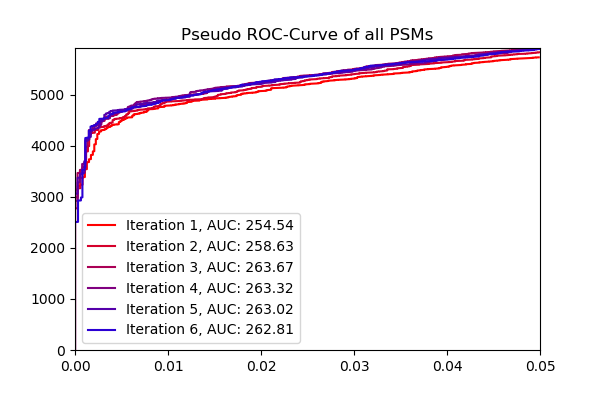 Pseudo ROC-Curve of all PSMs
5000
4000
3000
2000
1000
0
Iteration 1, AUC: 254.54
Iteration 2, AUC: 258.63
Iteration 3, AUC: 263.67
Iteration 4, AUC: 263.32
Iteration 5, AUC: 263.02
Iteration 6, AUC: 262.81
0.00 0.01 0.02 0.03 0.04 0.05